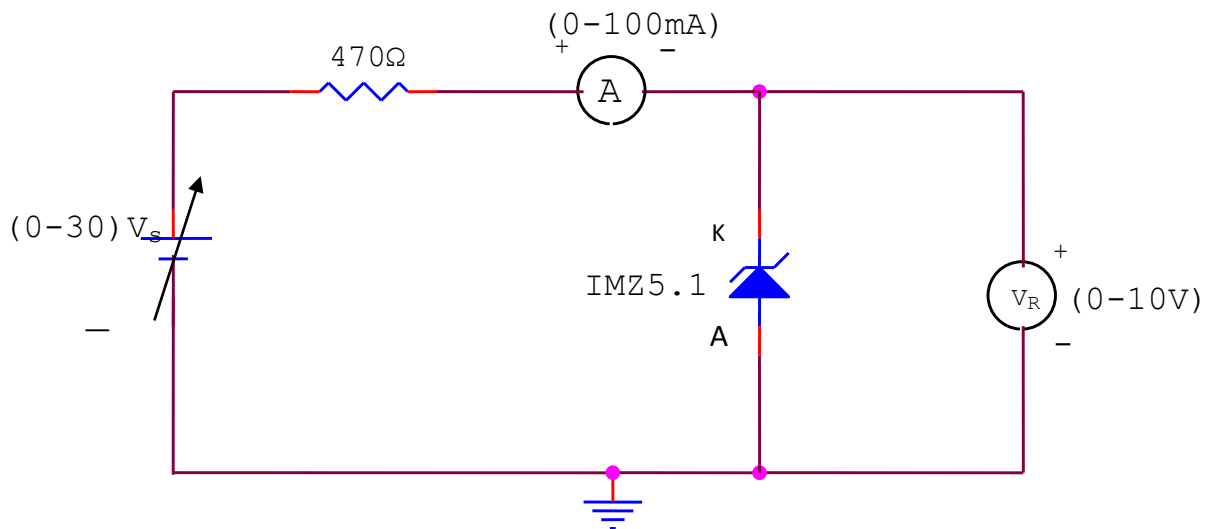 (0-100mA)
+ −
470Ω
A
(0-30)Vs
K
IMZ5.1
A
+
VR (0-10V)
−
−